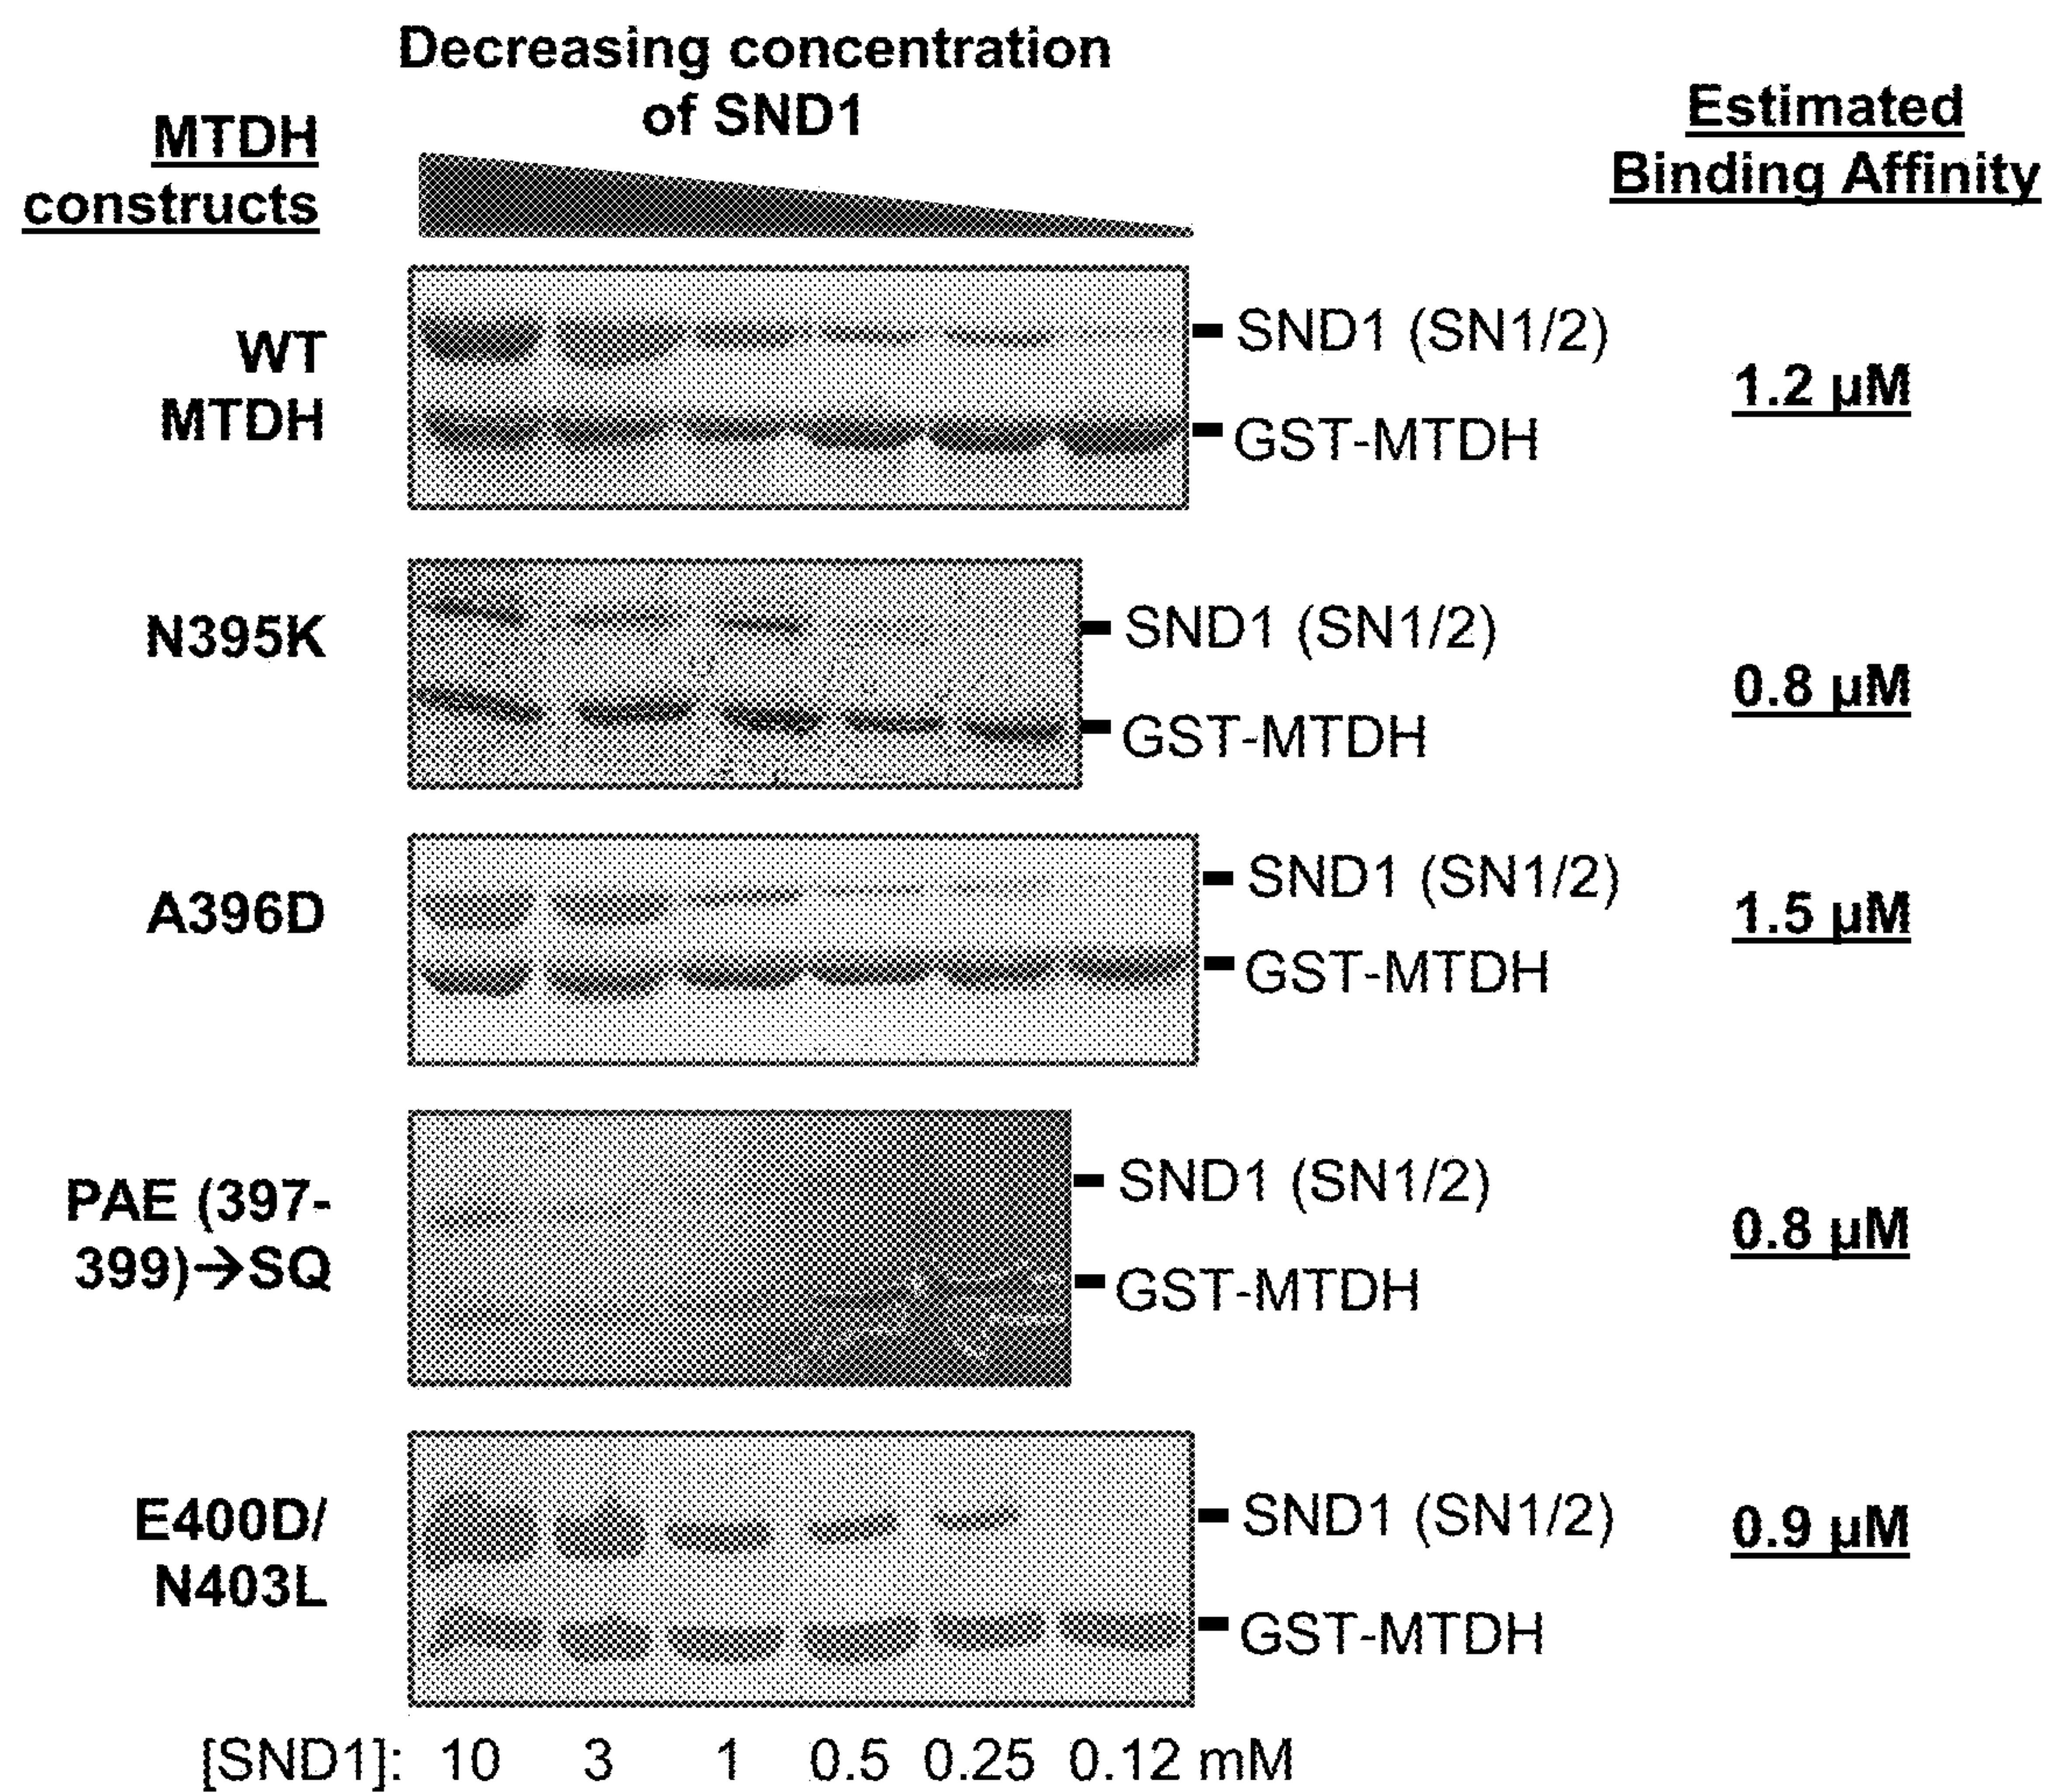 Decreasing concentration
of SND1
MTDH
constructs
Estimated
Binding Affinity
WT
MTDH
SND1 (SN1/2)
GST-MTDH
1.2 µM
N395K
SND1 (SN1/2)
GST-MTDH
0.8 µM
A396D
SND1 (SN1/2)
GST-MTDH
1.5 µM
PAE (397-
399)→SQ
SND1 (SN1/2)
GST-MTDH
0.8 µM
E400D/
N403L
SND1 (SN1/2)
GST-MTDH
0.9 µM
[SND1]: 10 3 1 0.5 0.25 0.12 mM